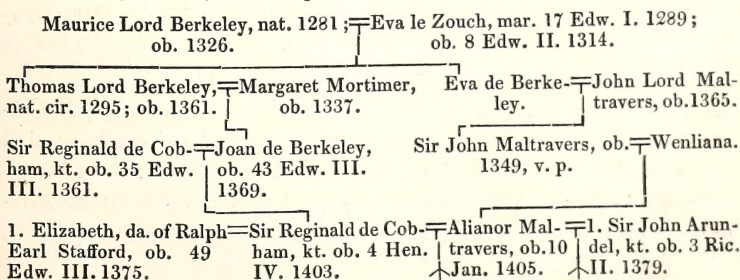 Maurice Lord Berkeley, nat. 1281; Eva le Zouch, mar. 17 Edw. I. 1289;
ob. 1326. ob. 8 Edw. II. 1314.
Thomas Lord Berkeley, Margaret Mortimer, Eva de Berke- John Lord Mal-
nat. cir. 1295; ob. 1361. ob. 1337. ley. travers, ob. 1365.
Sir Reginald de Cob- Joan de Berkeley, Sir John Maltravers, ob. Wenliana.
ham, kt. ob. 35 Edw. ob. 43 Edw. III. 1349, v. p.
III. 1361. 1369.
1. Elizabeth, da. of Ralph Sir Reginald de Cob- Alianor Mal- 1. Sir John Arun-
Earl Stafford, ob. 49 ham, kt. ob. 4 Hen. travers, ob. 10 del, kt. ob. 3 Ric.
Edw. III. 1375. IV. 1403. Jan. 1405. II. 1379.